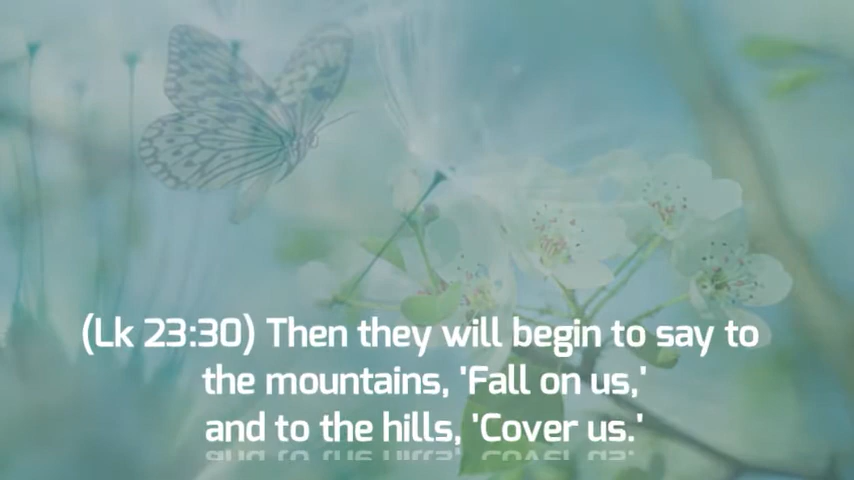 (Lk 23:30) Then they will begin to say to
the mountains, 'Fall on us,'
and to the hills, 'Cover us.'